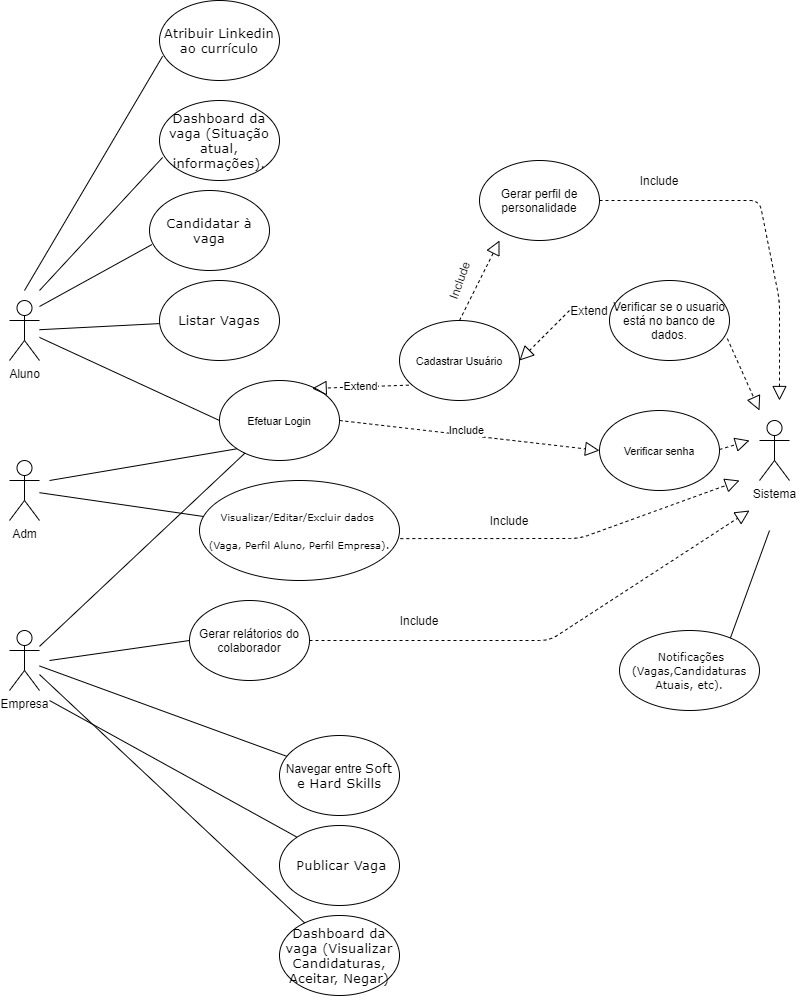 Atribuir Linkedin
ao currículo
Dashboard da
vaga (Situação
atual,
informações).
Candidatar à
vaga
Listar Vagas
Aluno
Gerar perfil de
personalidade
Include
Include
Cadastrar Usuário
Extend
Verificar se o usuario
está no banco de
dados.
Extend
Efetuar Login
Include
Verificar senha
Sistema
Adm
Visualizar/Editar/Excluir dados
(Vaga, Perfil Aluno, Perfil Empresa).
Include
Empresa
Gerar relátorios do
colaborador
Include
Notificações
(Vagas,Candidaturas
Atuais, etc).
Navegar entre Soft
e Hard Skills
Publicar Vaga
Dashboard da
vaga (Visualizar
Candidaturas,
Aceitar, Negar)